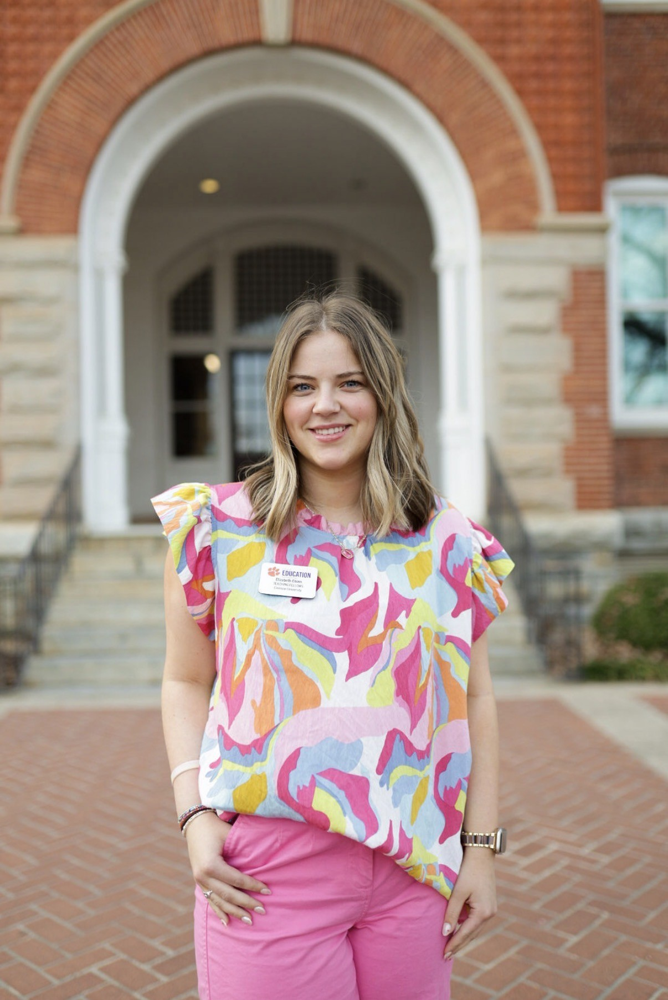 EDUCATION
Elizabeth
TEACHING FELLOWS
Clemson University